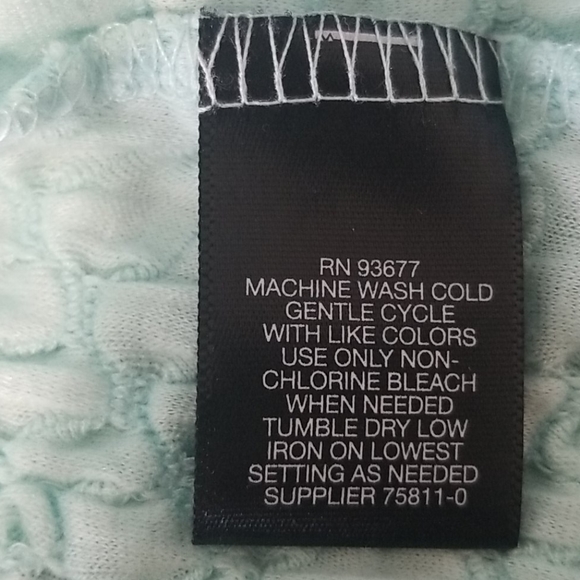 RN 93677
MACHINE WASH COLD
GENTLE CYCLE
WITH LIKE COLORS
USE ONLY NON-
CHLORINE BLEACH
WHEN NEEDED
TUMBLE DRY LOW
IRON ON LOWEST
SETTING AS NEEDED
SUPPLIER 75811-0